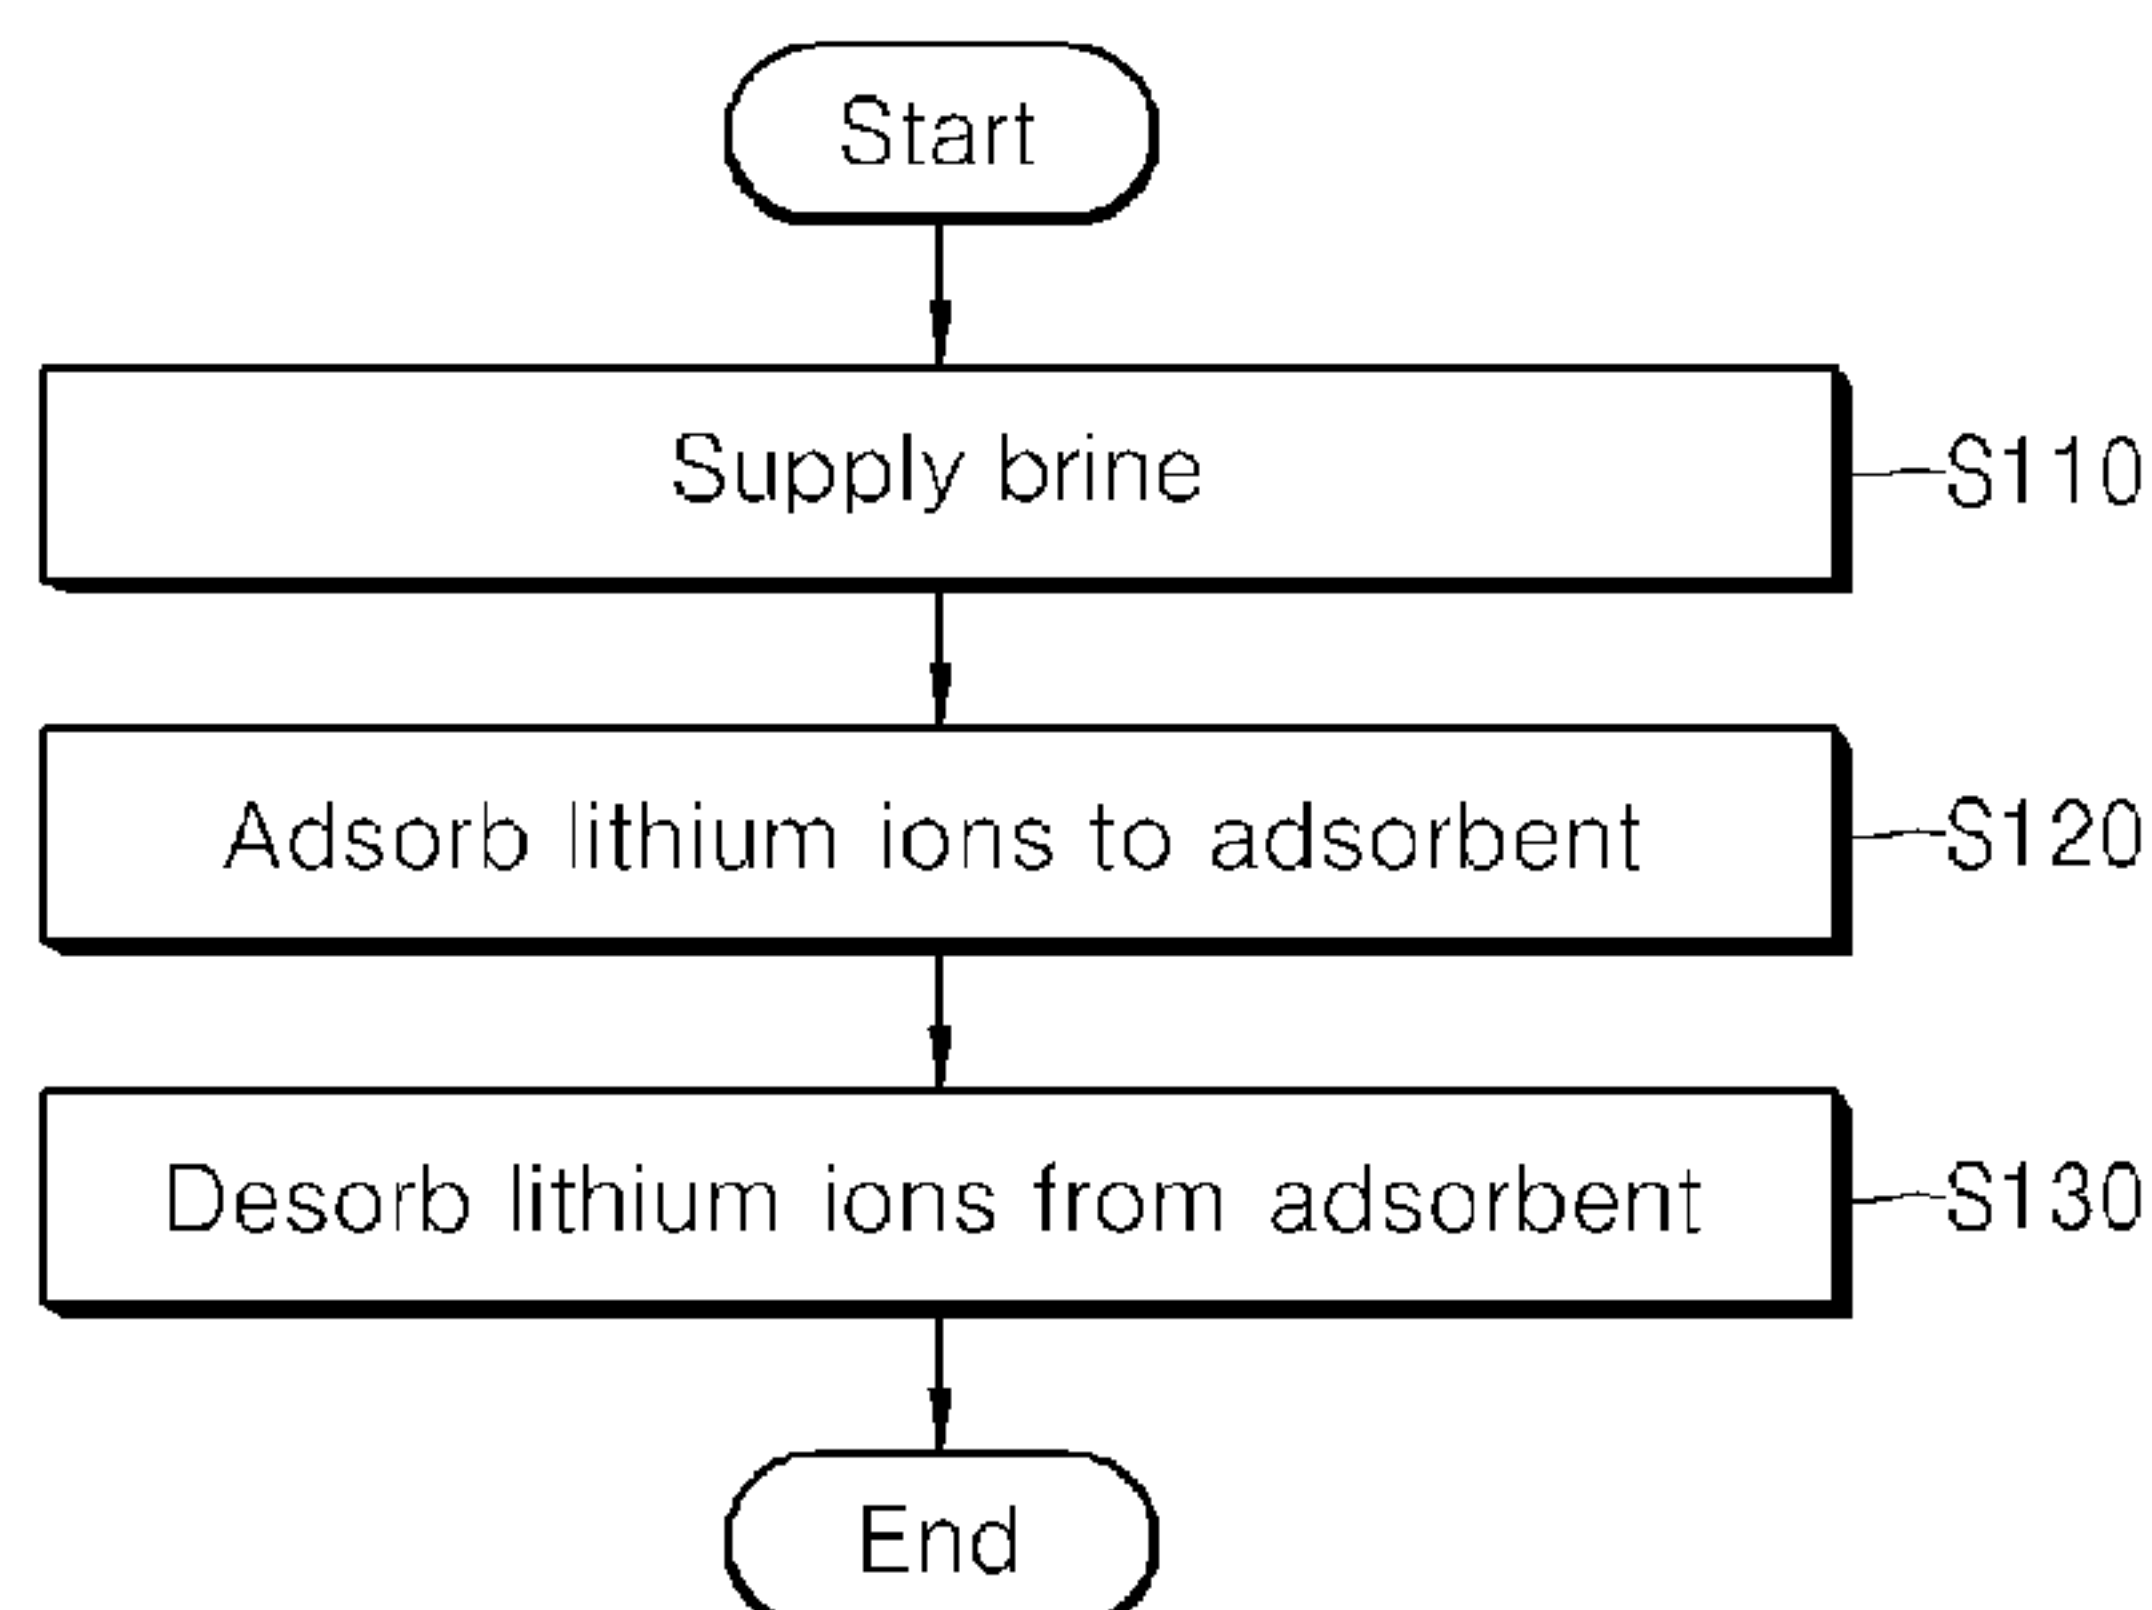 Start
Supply brine
S110
Adsorb lithium ions to adsorbent
S120
Desorb lithium ions from adsorbent
S130
End